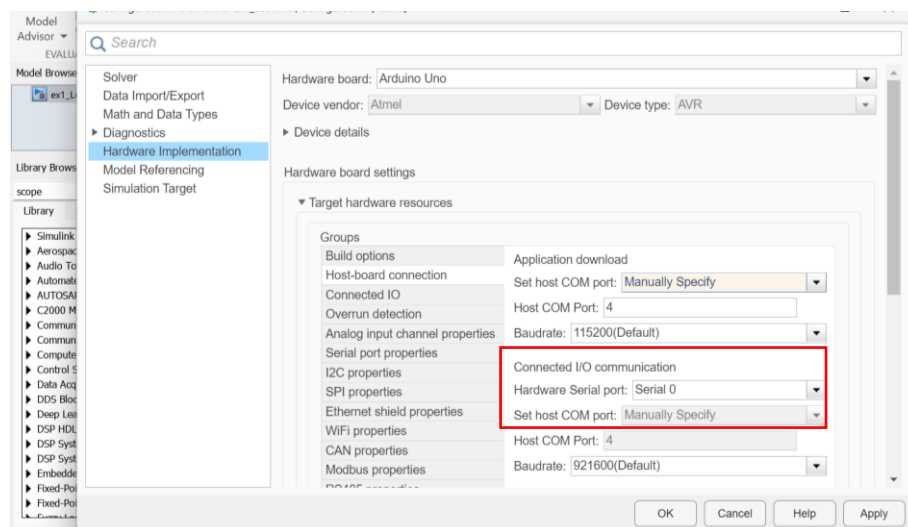 Model
Advisor
EVALU
Search
Model Browse
ex1_L
Library Brows
scope
Library
Simulink
Aerospac
Audio To
Automate
AUTOSAF
C2000 M
Commun
Commun
Compute
Control S
Data Acq
DDS Bloc
Deep Lea
DSP HDL
DSP Syst
DSP Syst
Embedde
Fixed-Poi
Fixed-Poi
Solver
Data Import/Export
Math and Data Types
Diagnostics
Hardware Implementation
Model Referencing
Simulation Target
Hardware board: Arduino Uno
Device vendor: Atmel Device type: AVR
Device details
Hardware board settings
Target hardware resources
Groups
Build options
Host-board connection
Connected IO
Overrun detection
Analog input channel properties
Serial port properties
I2C properties
SPI properties
Ethernet shield properties
WiFi properties
CAN properties
Modbus properties
Application download
Set host COM port: Manually Specify
Host COM Port: 4
Baudrate: 115200(Default)
Connected I/O communication
Hardware Serial port: Serial 0
Set host COM port: Manually Specify
Host COM Port: 4
Baudrate: 921600(Default)
OK Cancel Help Apply